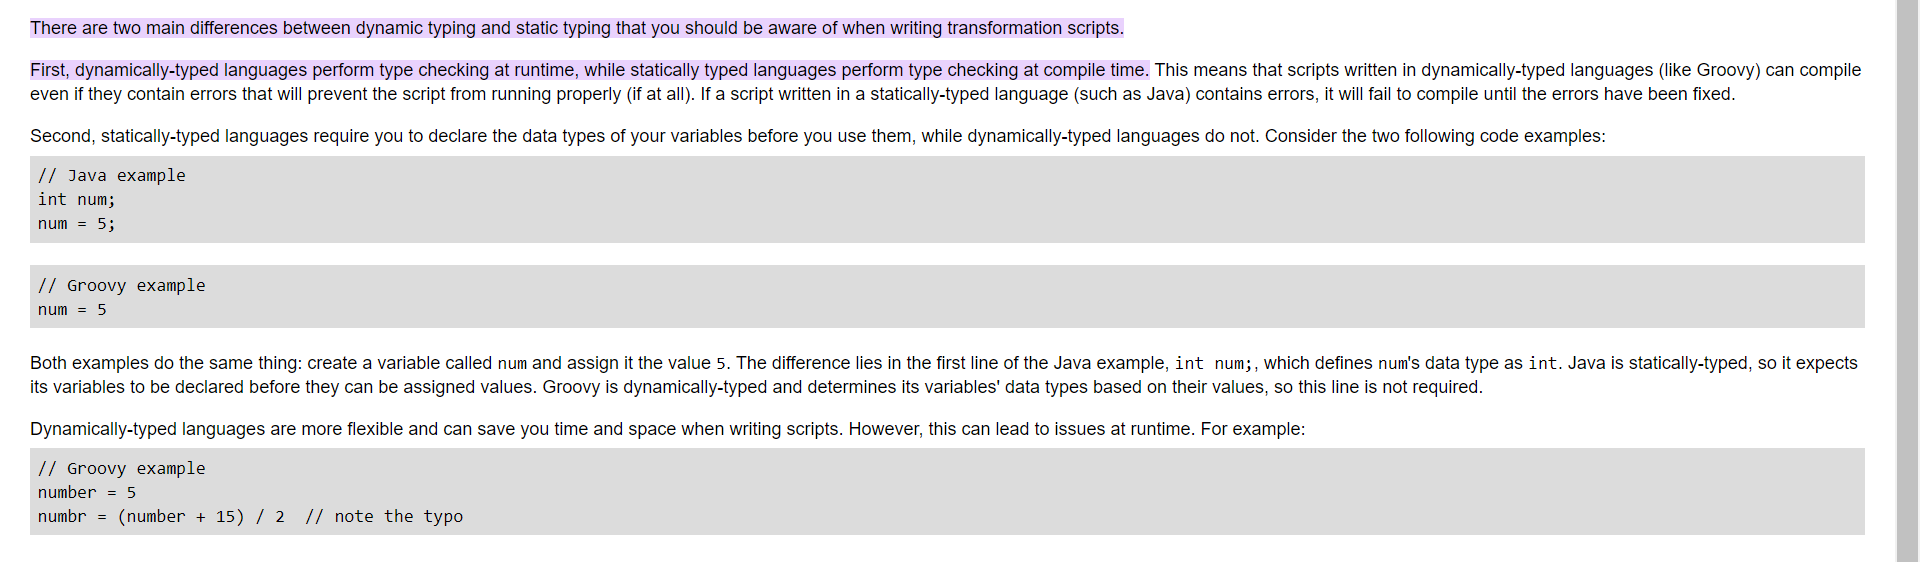 There are two main differences between dynamic typing and static typing that you should be aware of when writing transformation scripts.
First, dynamically-typed languages perform type checking at runtime, while statically typed languages perform type checking at compile time. This means that scripts written in dynamically-typed languages (like Groovy) can compile
even if they contain errors that will prevent the script from running properly (if at all). If a script written in a statically-typed language (such as Java) contains errors, it will fail to compile until the errors have been fixed.
Second, statically-typed languages require you to declare the data types of your variables before you use them, while dynamically-typed languages do not. Consider the two following code examples:
// Java example
int num;
num = 5;
// Groovy example
num = 5
Both examples do the same thing: create a variable called num and assign it the value 5. The difference lies in the first line of the Java example, int num;, which defines num's data type as int. Java is statically-typed, so it expects
its variables to be declared before they can be assigned values. Groovy is dynamically-typed and determines its variables' data types based on their values, so this line is not required.
Dynamically-typed languages are more flexible and can save you time and space when writing scripts. However, this can lead to issues at runtime. For example:
// Groovy example
number = 5
numbr = (number + 15) / 2  // note the typo